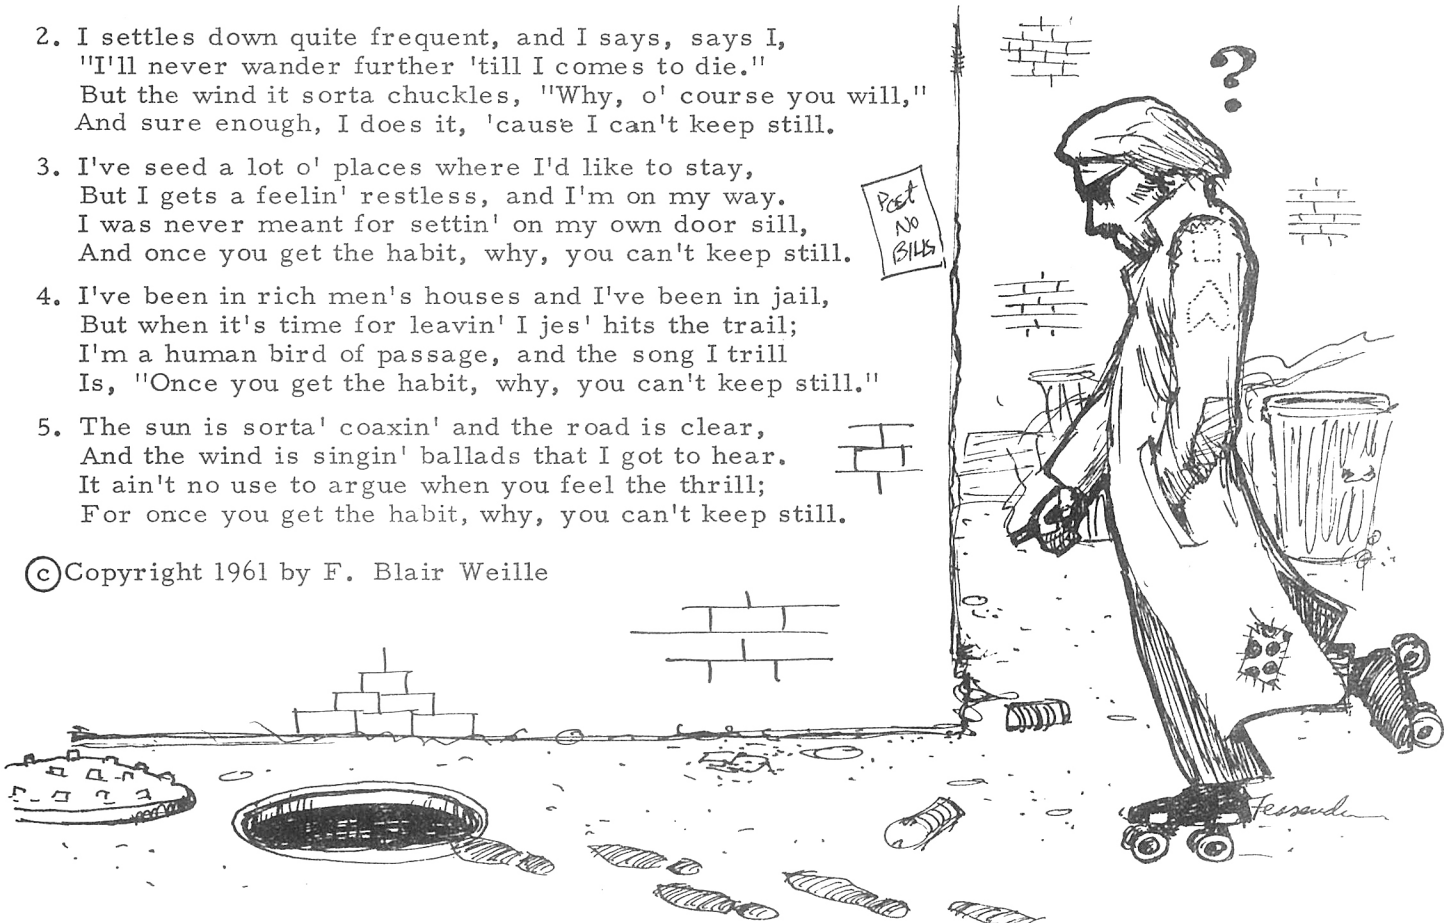 2. I settles down quite frequent, and I says, says I,
"I'll never wander further 'till I comes to die."
But the wind it sorta chuckles, "Why, o' course you will,"
And sure enough, I does it, 'cause I can't keep still.
3. I've seed a lot o' places where I'd like to stay,
But I gets a feelin' restless, and I'm on my way.
I was never meant for settin' on my own door sill,
And once you get the habit, why, you can't keep still.
4. I've been in rich men's houses and I've been in jail,
But when it's time for leavin' I jes' hits the trail;
I'm a human bird of passage, and the song I trill
Is, "Once you get the habit, why, you can't keep still."
5. The sun is sorta' coaxin' and the road is clear,
And the wind is singin' ballads that I got to hear.
It ain't no use to argue when you feel the thrill;
For once you get the habit, why, you can't keep still.
©Copyright 1961 by F. Blair Weille
Post
No
Bills
?
Fessenden